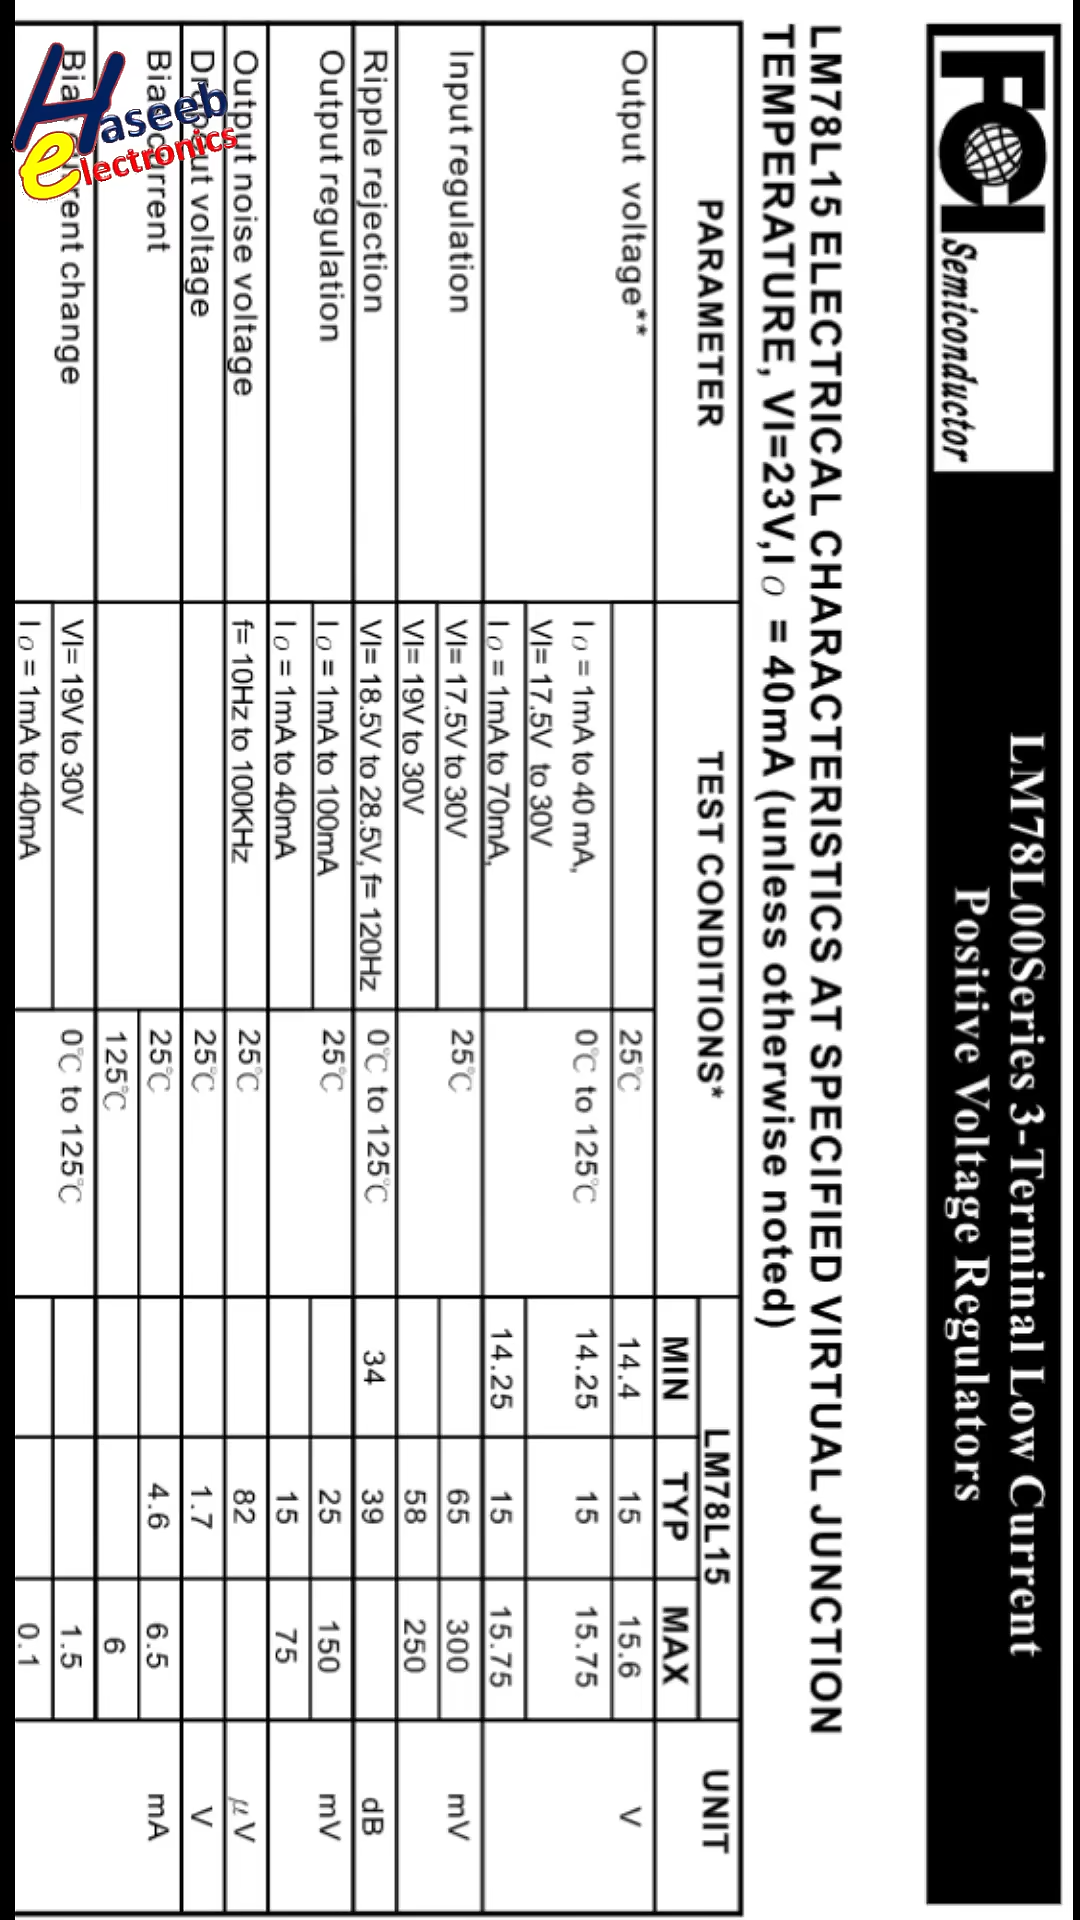 FCI Semiconductor
LM78L00Series 3-Terminal Low Current
Positive Voltage Regulators
LM78L15 ELECTRICAL CHARACTERISTICS AT SPECIFIED VIRTUAL JUNCTION
TEMPERATURE, VI=23V,IO = 40mA (unless otherwise noted)
PARAMETER TEST CONDITIONS* LM78L15 UNIT
MIN TYP MAX
Output voltage** 25℃ 14.4 15 15.6 V
IO = 1mA to 40 mA, 0℃ to 125℃ 14.25 15 15.75
VI= 17.5V to 30V
IO = 1mA to 70mA, 14.25 15 15.75
Input regulation VI= 17.5V to 30V 25℃ 65 300 mV
VI= 19V to 30V 58 250
Ripple rejection VI= 18.5V to 28.5V, f= 120Hz 0℃ to 125℃ 34 39 dB
Output regulation IO = 1mA to 100mA 25℃ 25 150 mV
IO = 1mA to 40mA 15 75
Output noise voltage f= 10Hz to 100KHz 25℃ 82 μV
Dropout voltage 25℃ 1.7 V
Bias current 25℃ 4.6 6.5 mA
125℃ 6
Bias current change VI= 19V to 30V 0℃ to 125℃ 1.5
IO = 1mA to 40mA 0.1
Haseeb
electronics